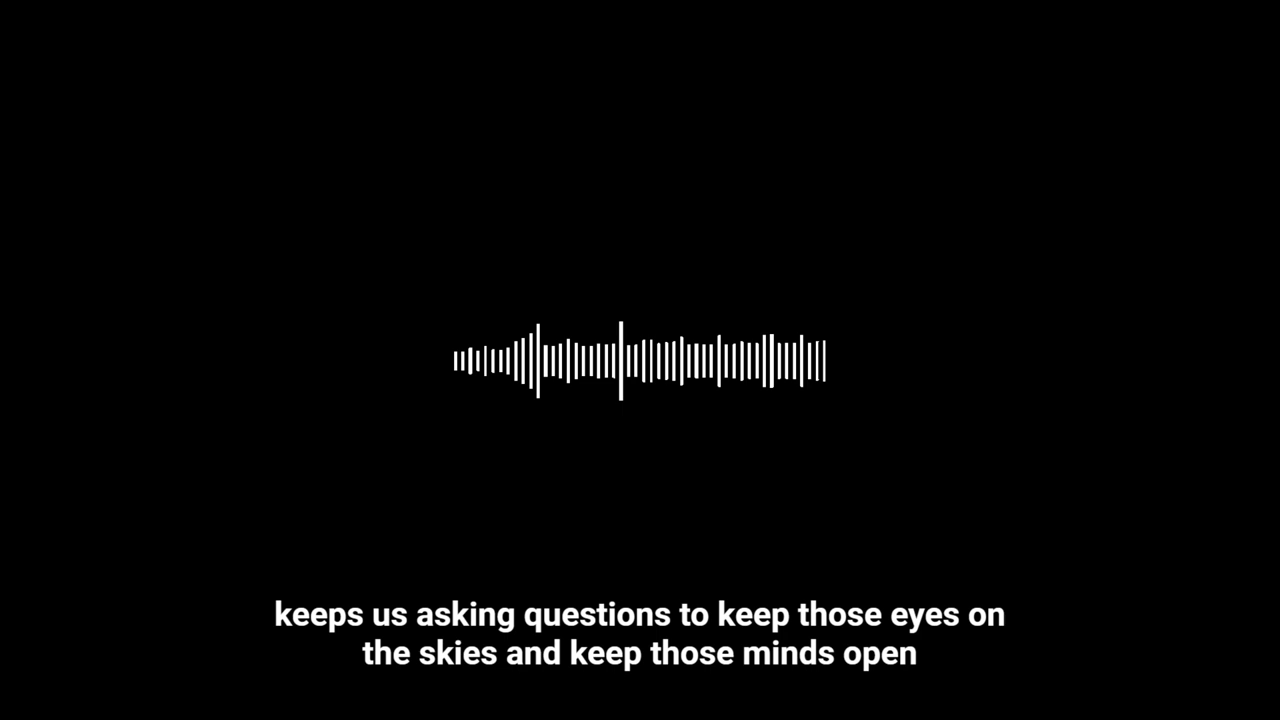 keeps us asking questions to keep those eyes on
the skies and keep those minds open